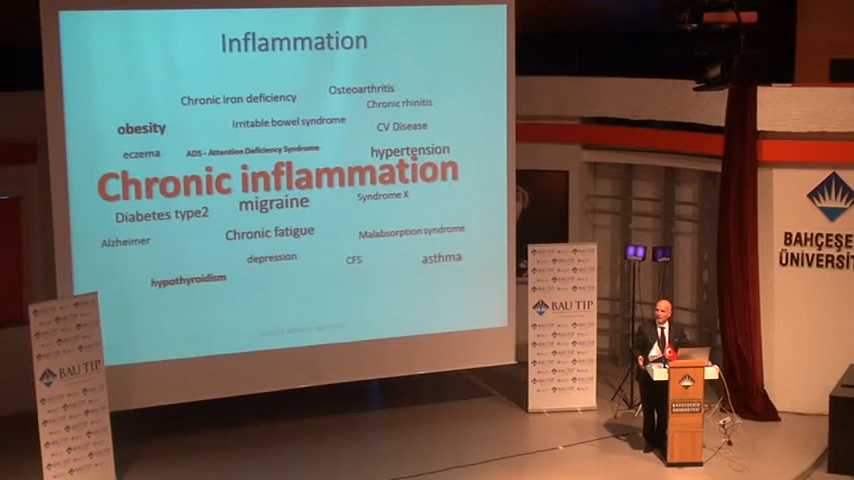 Inflammation
Osteoarthritis
Chronic iron deficiency
Chronic rhinitis
obesity
Irritable bowel syndrome
CV Disease
eczema
ADS – Attention Deficiency Syndrome
hypertension
Chronic inflammation
Diabetes type2
migraine
Syndrome X
Alzheimer
Chronic fatigue
Malabsorption syndrome
depression
CFS
asthma
hypothyroidism
BAU TIP
BAU TIP
BAHÇEŞE
ÜNİVERSİ
BAHÇEŞEHİR
ÜNİVERSİTESİ